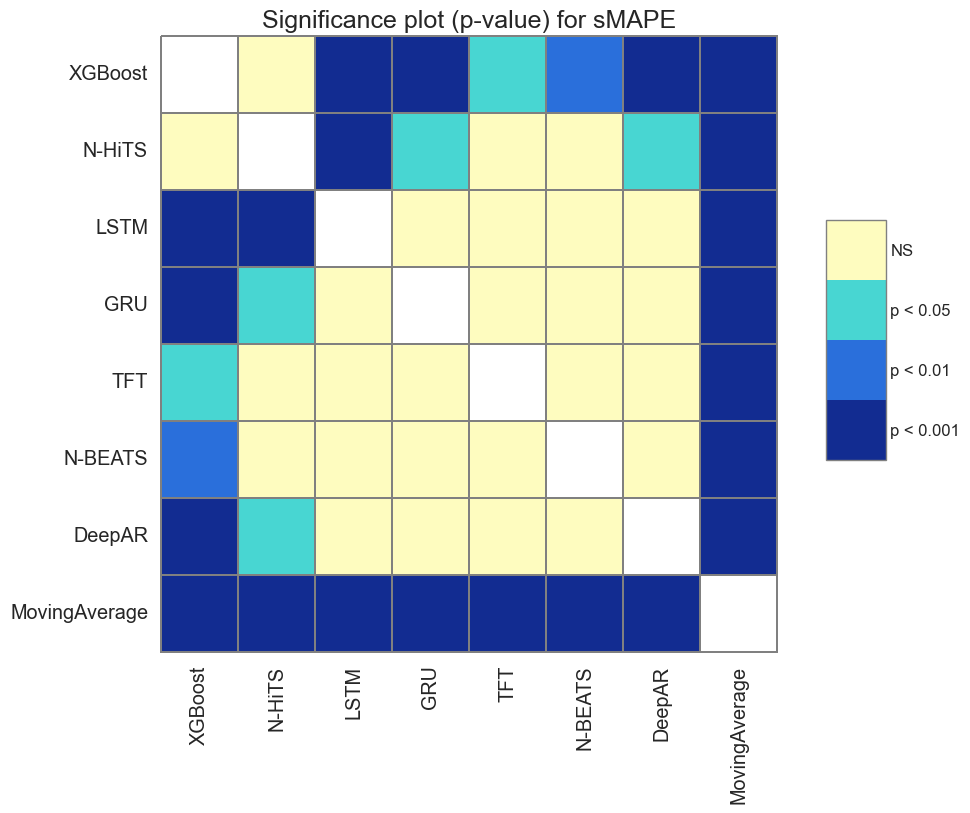 Significance plot (p-value) for sMAPE
XGBoost
N-HiTS
LSTM
GRU
TFT
N-BEATS
DeepAR
MovingAverage
XGBoost
N-HiTS
LSTM
GRU
TFT
N-BEATS
DeepAR
MovingAverage
NS
p < 0.05
p < 0.01
p < 0.001